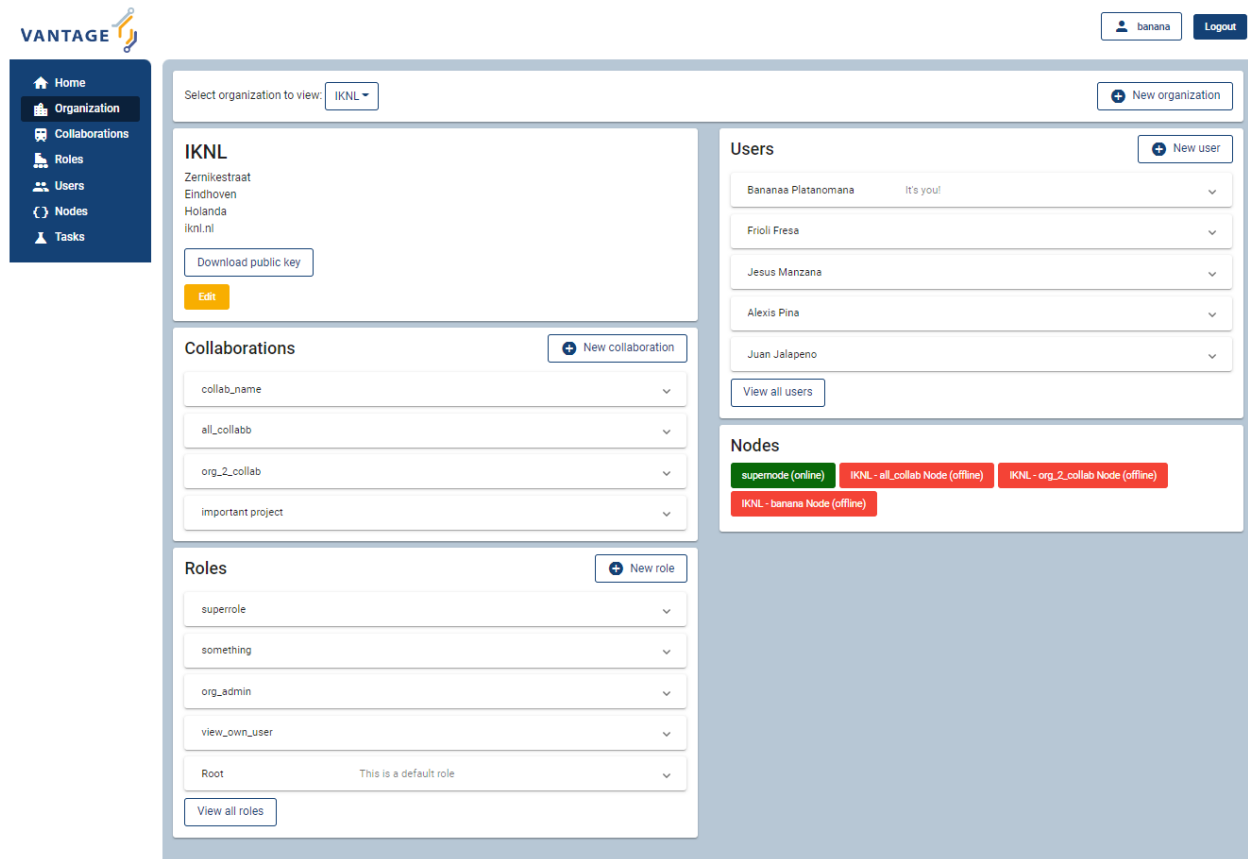 VANTAGE
banana
Logout
Home
Organization
Collaborations
Roles
Users
Nodes
Tasks
Select organization to view: IKNL
New organization
IKNL
Zernikestraat
Eindhoven
Holanda
iknl.nl
Download public key
Edit
Collaborations
New collaboration
collab_name
all_collabb
org_2_collab
important project
Roles
New role
superrole
something
org_admin
view_own_user
Root This is a default role
View all roles
Users
New user
Bananaa Platanomana It's you!
Frioli Fresa
Jesus Manzana
Alexis Pina
Juan Jalapeno
View all users
Nodes
supernode (online) IKNL - all_collab Node (offline) IKNL - org_2_collab Node (offline)
IKNL - banana Node (offline)